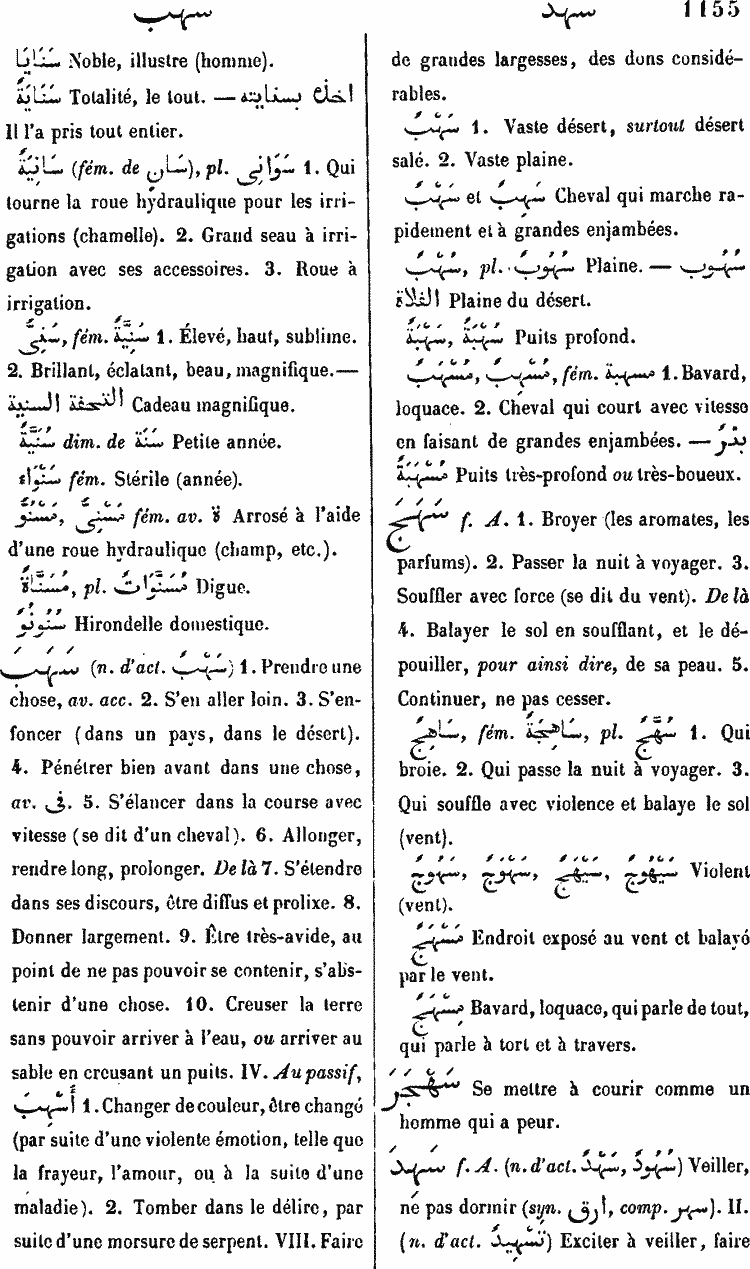 سهب
سهد 1155
سَنَايَا Noble, illustre (homme).
سَنَايَةٌ Totalité, le tout. — اخذه بسنايته
Il l'a pris tout entier.
سَانِيَةٌ (fém. de سَانٍ), pl. سَوَانِى 1. Qui
tourne la roue hydraulique pour les irri-
gations (chamelle). 2. Grand seau à irri-
gation avec ses accessoires. 3. Roue à
irrigation.
سَنِىٌّ, fém. سَنِيَّةٌ 1. Élevé, haut, sublime.
2. Brillant, éclatant, beau, magnifique.—
التحفة السنية Cadeau magnifique.
سُنَيَّةٌ dim. de سَنَة Petite année.
سَنْوَاء fém. Stérile (année).
مَسْنُوٌّ, مَسْنِىٌّ fém. av. ة Arrosé à l'aide
d'une roue hydraulique (champ, etc.).
مُسَنَّاةٌ, pl. مُسَنَّوَاتٌ Digue.
سُنُونُو Hirondelle domestique.
سَهَبَ (n. d'act. سَهْبٌ) 1. Prendre une
chose, av. acc. 2. S'en aller loin. 3. S'en-
foncer (dans un pays, dans le désert).
4. Pénétrer bien avant dans une chose,
av. فى. 5. S'élancer dans la course avec
vitesse (se dit d'un cheval). 6. Allonger,
rendre long, prolonger. De là 7. S'étendre
dans ses discours, être diffus et prolixe. 8.
Donner largement. 9. Être très-avide, au
point de ne pas pouvoir se contenir, s'abs-
tenir d'une chose. 10. Creuser la terre
sans pouvoir arriver à l'eau, ou arriver au
sable en creusant un puits. IV. Au passif,
أُسْهِبَ 1. Changer de couleur, être changé
(par suite d'une violente émotion, telle que
la frayeur, l'amour, ou à la suite d'une
maladie). 2. Tomber dans le délire, par
suite d'une morsure de serpent. VIII. Faire
de grandes largesses, des dons considé-
rables.
سَهْبٌ 1. Vaste désert, surtout désert
salé. 2. Vaste plaine.
سَهْبٌ et سَهِبٌ Cheval qui marche ra-
pidement et à grandes enjambées.
سُهْبٌ, pl. سُهُوبٌ Plaine. — سُهُوب
الفلاة Plaine du désert.
سَهْبَةٌ, سَهِبَةٌ Puits profond.
مُسْهَبٌ, مُسْهِبٌ, fém. مسهبة 1. Bavard,
loquace. 2. Cheval qui court avec vitesse
en faisant de grandes enjambées. — بِئْرٌ
مُسْهَبَةٌ Puits très-profond ou très-boueux.
سَهَجَ f. A. 1. Broyer (les aromates, les
parfums). 2. Passer la nuit à voyager. 3.
Souffler avec force (se dit du vent). De là
4. Balayer le sol en soufflant, et le dé-
pouiller, pour ainsi dire, de sa peau. 5.
Continuer, ne pas cesser.
سَاهِجٌ, fém. سَاهِجَةٌ, pl. سُهَّجٌ 1. Qui
broie. 2. Qui passe la nuit à voyager. 3.
Qui souffle avec violence et balaye le sol
(vent).
سَيْهُوجٌ, سَيْهَجٌ, سَهُوجٌ, سَهْوَجٌ Violent
(vent).
مَسْهَجٌ Endroit exposé au vent et balayé
par le vent.
مِسْهَجٌ Bavard, loquace, qui parle de tout,
qui parle à tort et à travers.
سَهْجَرَ Se mettre à courir comme un
homme qui a peur.
سَهِدَ f. A. (n. d'act. سَهْدٌ, سُهُودٌ) Veiller,
ne pas dormir (syn. أرق, comp. سهر). II.
(n. d'act. تَسْهِيدٌ) Exciter à veiller, faire